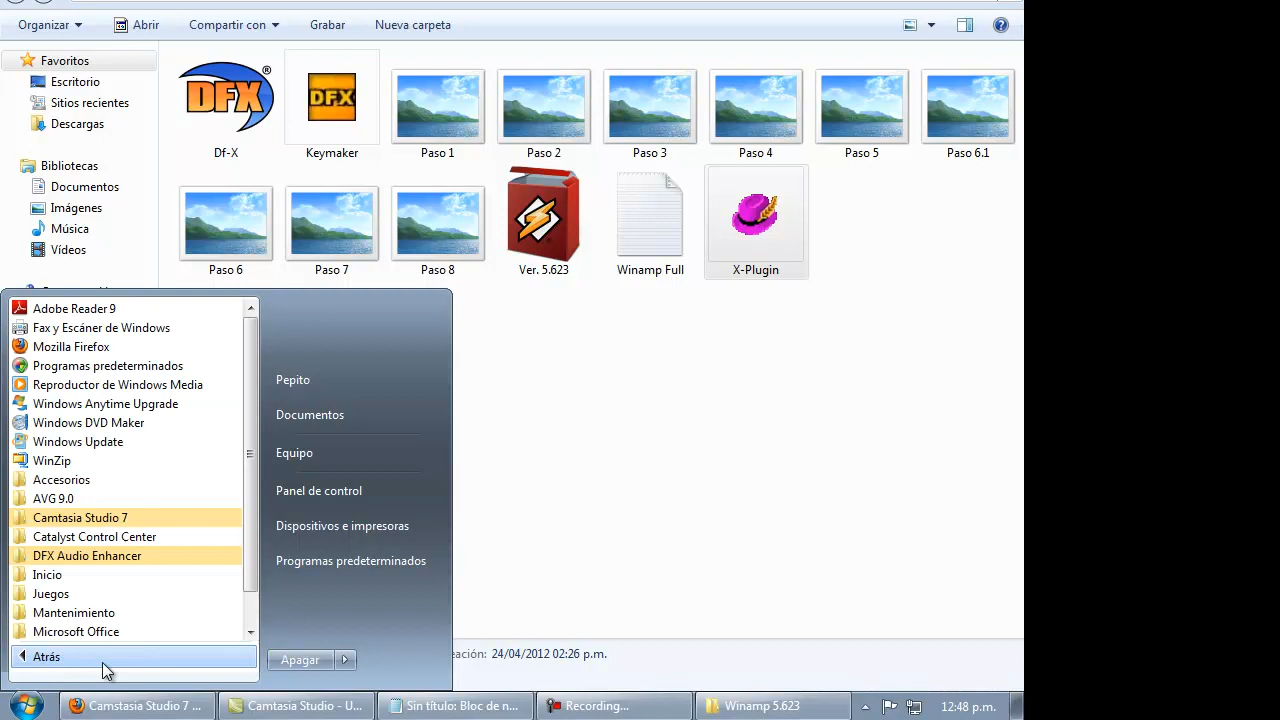 Organizar
Abrir
Compartir con
Grabar
Nueva carpeta
Favoritos
Escritorio
Sitios recientes
Descargas
Bibliotecas
Documentos
Imágenes
Música
Vídeos
DFX®
DFX
Df-X
Keymaker
Paso 1
Paso 2
Paso 3
Paso 4
Paso 5
Paso 6.1
Paso 6
Paso 7
Paso 8
Ver. 5.623
Winamp Full
X-Plugin
Adobe Reader 9
Fax y Escáner de Windows
Mozilla Firefox
Programas predeterminados
Reproductor de Windows Media
Windows Anytime Upgrade
Windows DVD Maker
Windows Update
WinZip
Accesorios
AVG 9.0
Camtasia Studio 7
Catalyst Control Center
DFX Audio Enhancer
Inicio
Juegos
Mantenimiento
Microsoft Office
Atrás
Pepito
Documentos
Equipo
Panel de control
Dispositivos e impresoras
Programas predeterminados
Apagar
24/04/2012 02:26 p.m.
Camstasia Studio 7 ...
Camtasia Studio - U...
Sin título: Bloc de n...
Recording...
Winamp 5.623
12:48 p.m.